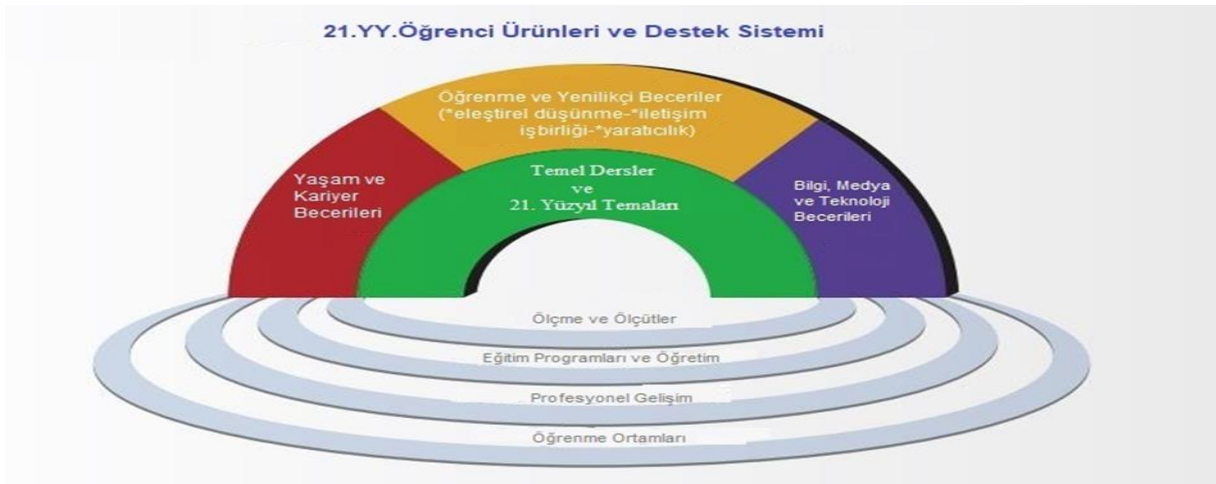 21.YY.Öğrenci Ürünleri ve Destek Sistemi
Öğrenme ve Yenilikçi Beceriler
(*eleştirel düşünme-*iletişim
işbirliği-*yaratıcılık)
Yaşam ve
Kariyer
Becerileri
Temel Dersler
ve
21. Yüzyıl Temaları
Bilgi, Medya
ve Teknoloji
Becerileri
Ölçme ve Ölçütler
Eğitim Programları ve Öğretim
Profesyonel Gelişim
Öğrenme Ortamları